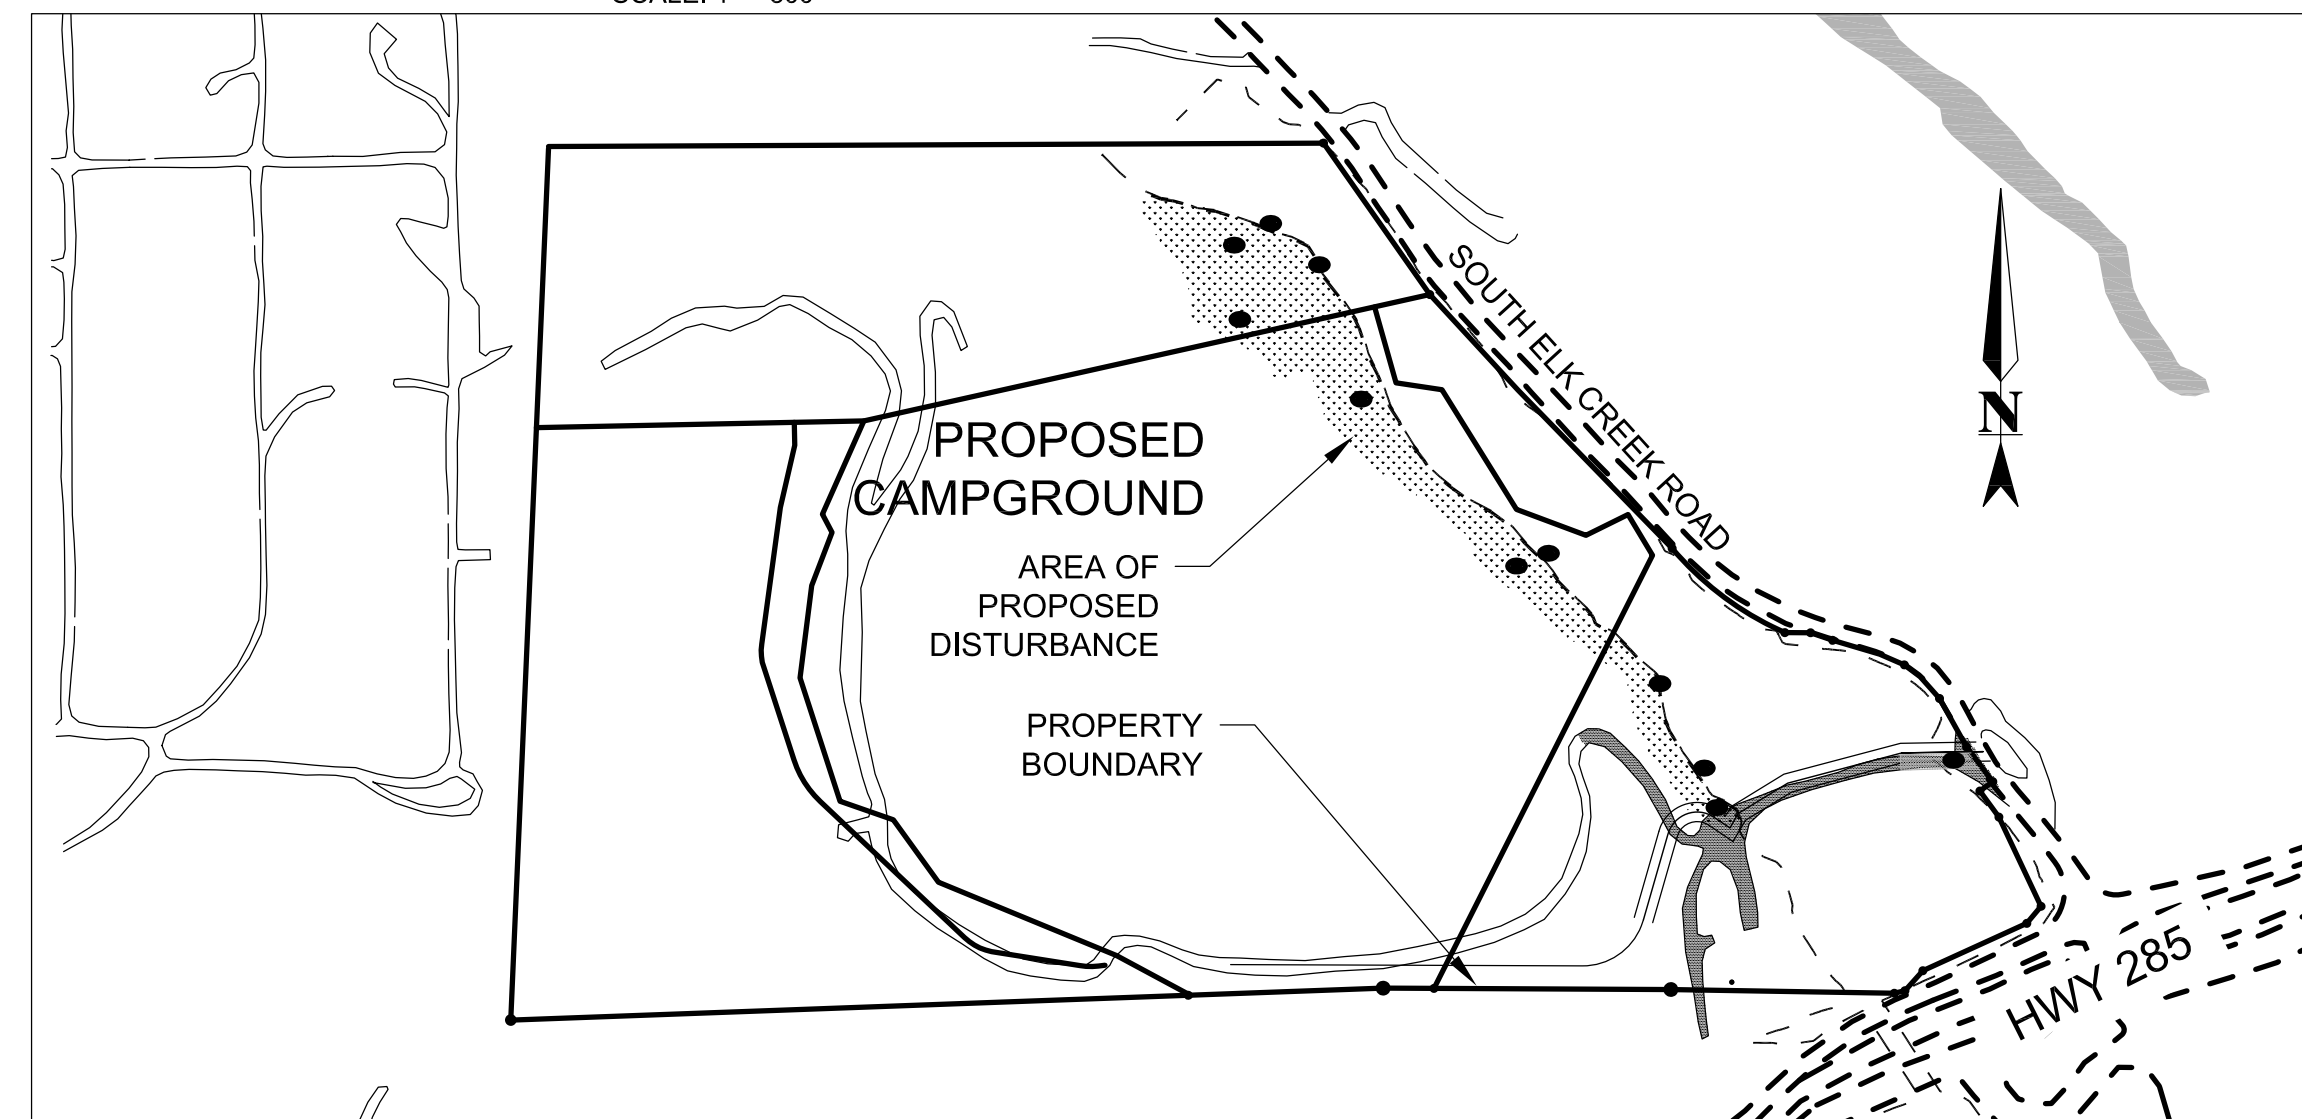 SOUTH ELK CREEK ROAD
N
PROPOSED
CAMPGROUND
AREA OF
PROPOSED
DISTURBANCE
PROPERTY
BOUNDARY
HWY 285